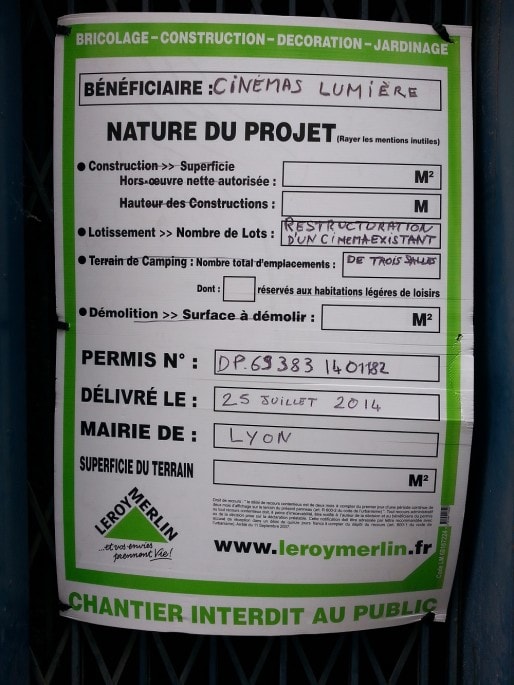 BRICOLAGE – CONSTRUCTION – DECORATION – JARDINAGE
BÉNÉFICIAIRE : CINÉMAS LUMIÈRE
NATURE DU PROJET (Rayer les mentions inutiles)
● Construction >> Superficie
Hors-œuvre nette autorisée : M²
Hauteur des Constructions : M
● Lotissement >> Nombre de Lots : RESTRUCTURATION
D'UN CINEMA EXISTANT
● Terrain de Camping : Nombre total d'emplacements : DE TROIS SALLES
Dont : réservés aux habitations légéres de loisirs
● Démolition >> Surface à démolir : M²
PERMIS N° : DP.69383 1401182
DÉLIVRÉ LE : 25 JUILLET 2014
MAIRIE DE : LYON
SUPERFICIE DU TERRAIN M²
LEROY MERLIN
...et vos envies
prennent Vie!
www.leroymerlin.fr
CHANTIER INTERDIT AU PUBLIC